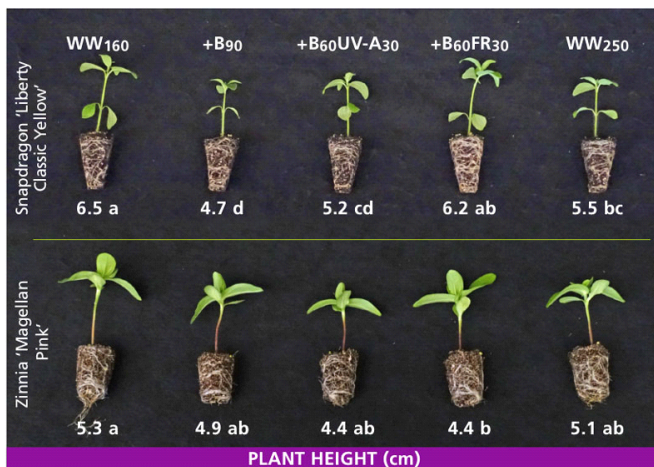 WW160 +B90 +B60UV-A30 +B60FR30 WW250
Snapdragon 'Liberty
Classic Yellow'
6.5 a 4.7 d 5.2 cd 6.2 ab 5.5 bc
Zinnia 'Magellan
Pink'
5.3 a 4.9 ab 4.4 ab 4.4 b 5.1 ab
PLANT HEIGHT (cm)